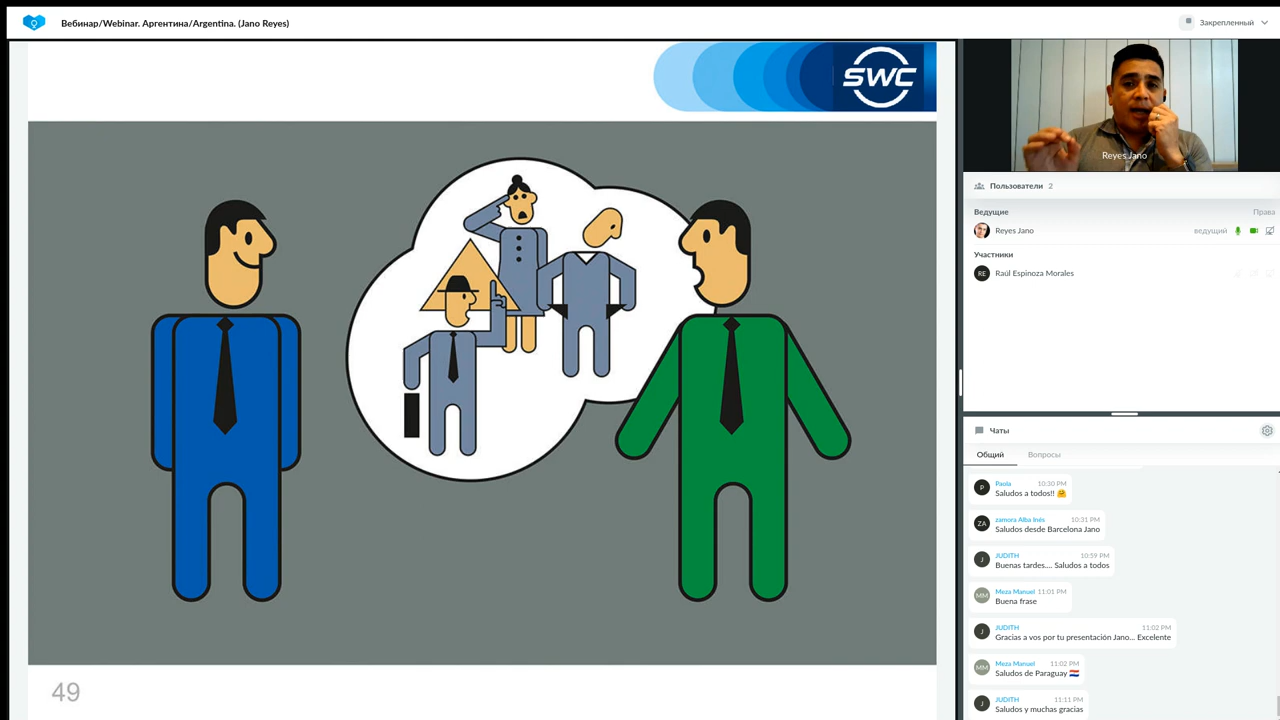 Вебинар/Webinar. Аргентина/Argentina. (Jano Reyes)
Закрепленный
SWC
Reyes Jano
Пользователи 2
Ведущие Права
Reyes Jano ведущий
Участники
RE Raúl Espinoza Morales
Чаты
Общий Вопросы
P Paola 10:30 PM
Saludos a todos!! 🤗
ZA zamora Alba Inés 10:31 PM
Saludos desde Barcelona Jano
J JUDITH 10:59 PM
Buenas tardes.... Saludos a todos
MM Meza Manuel 11:01 PM
Buena frase
J JUDITH 11:02 PM
Gracias a vos por tu presentación Jano... Excelente
MM Meza Manuel 11:02 PM
Saludos de Paraguay 🇵🇾
J JUDITH 11:11 PM
Saludos y muchas gracias
49